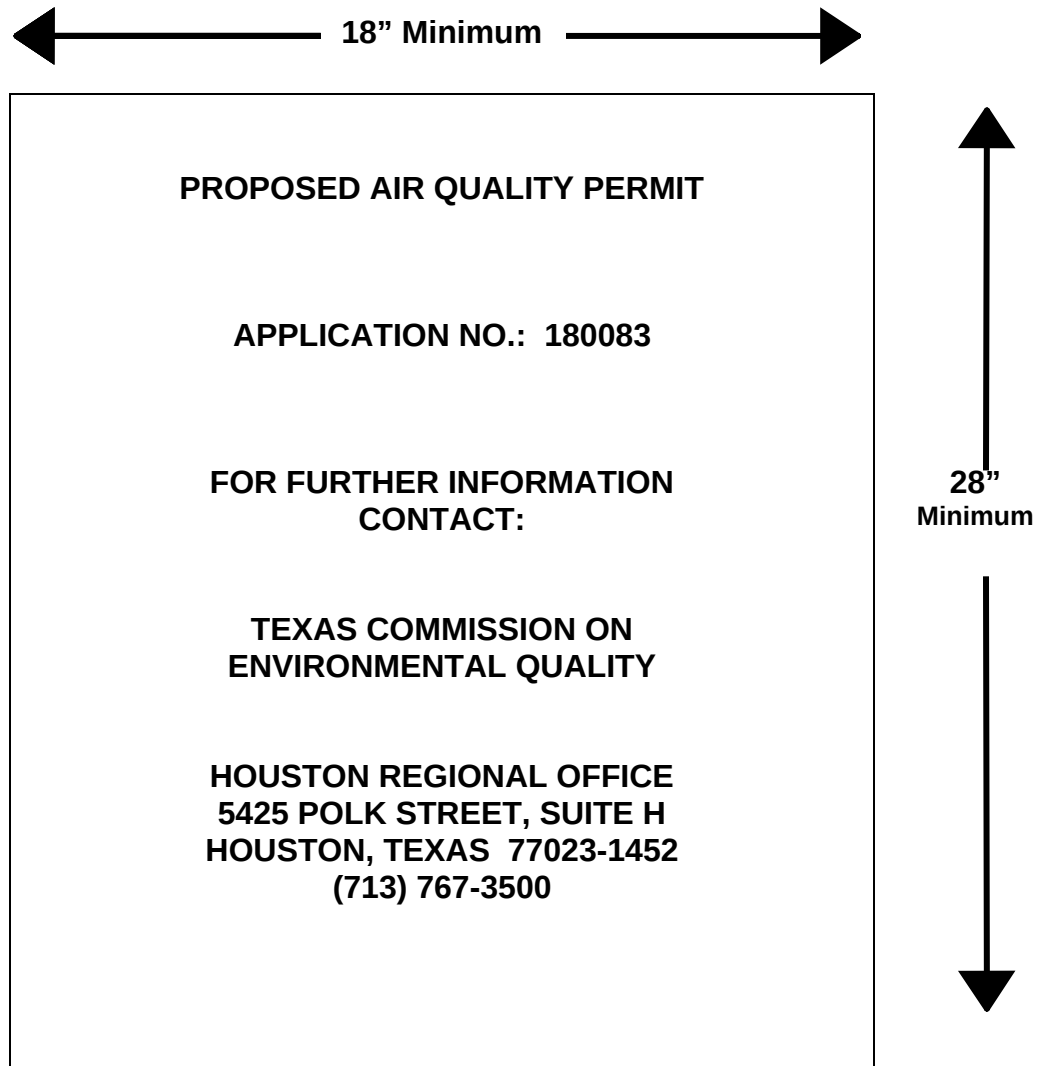 18” Minimum
PROPOSED AIR QUALITY PERMIT
APPLICATION NO.:  180083
FOR FURTHER INFORMATION
CONTACT:
28”
Minimum
TEXAS COMMISSION ON
ENVIRONMENTAL QUALITY
HOUSTON REGIONAL OFFICE
5425 POLK STREET, SUITE H
HOUSTON, TEXAS  77023-1452
(713) 767-3500